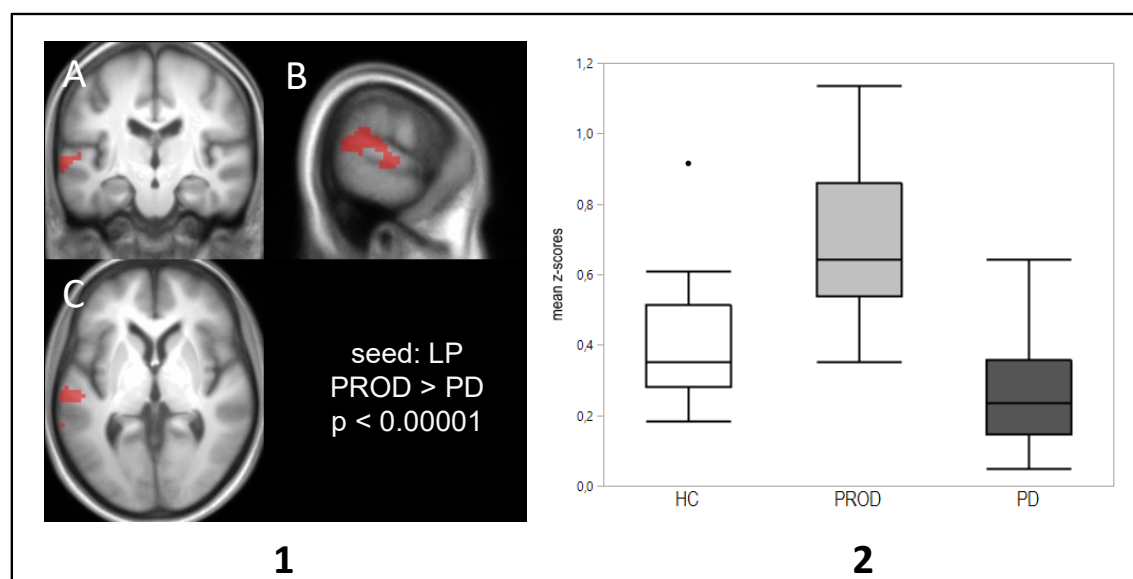 A
B
C
seed: LP
PROD > PD
p < 0.00001
1
mean z-scores
1,2
1,0
0,8
0,6
0,4
0,2
0,0
HC PROD PD
2